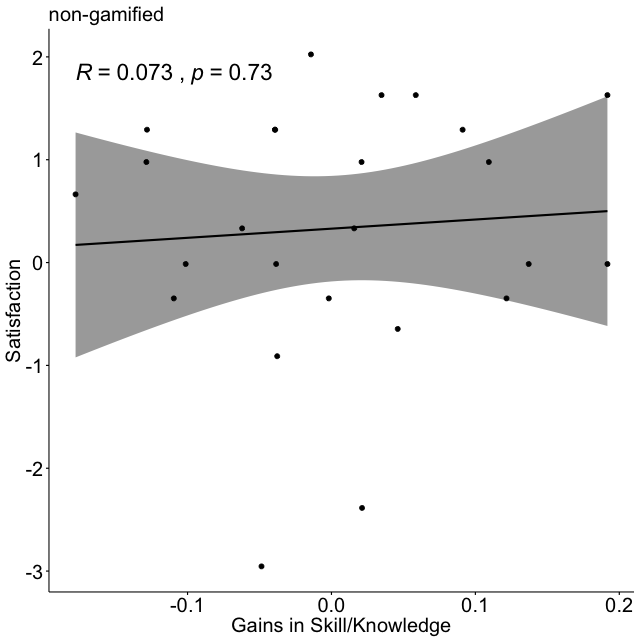 non-gamified
R = 0.073 , p = 0.73
2
1
0
-1
-2
-3
Satisfaction
-0.1 0.0 0.1 0.2
Gains in Skill/Knowledge